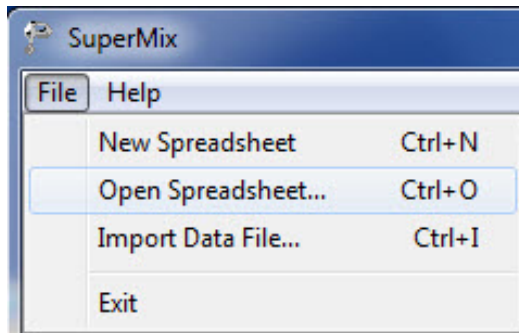 SuperMix
File Help
New Spreadsheet Ctrl+N
Open Spreadsheet... Ctrl+O
Import Data File... Ctrl+I
Exit